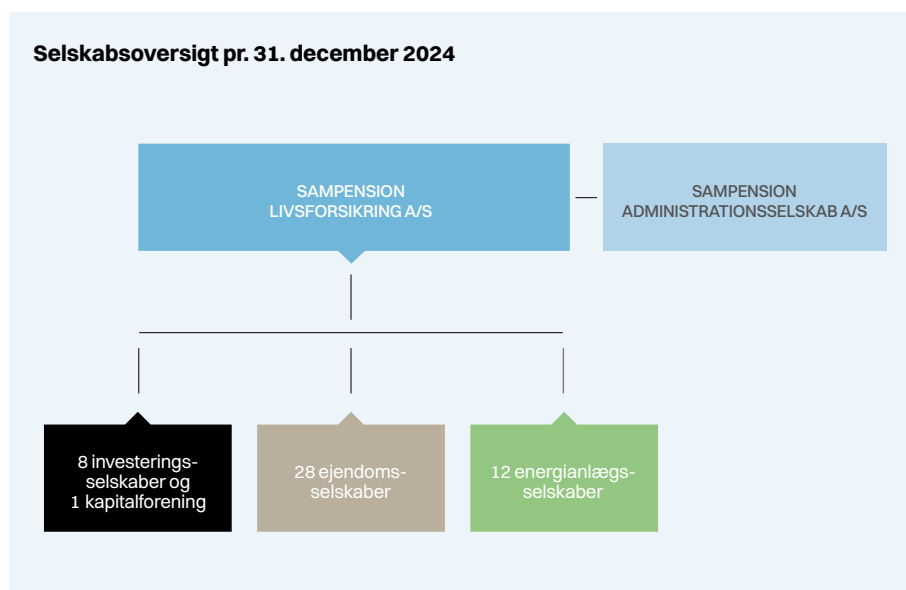 Selskabsoversigt pr. 31. december 2024
SAMPENSION
LIVSFORSIKRING A/S
SAMPENSION
ADMINISTRATIONSSELSKAB A/S
8 investerings-
selskaber og
1 kapitalforening
28 ejendoms-
selskaber
12 energianlægs-
selskaber